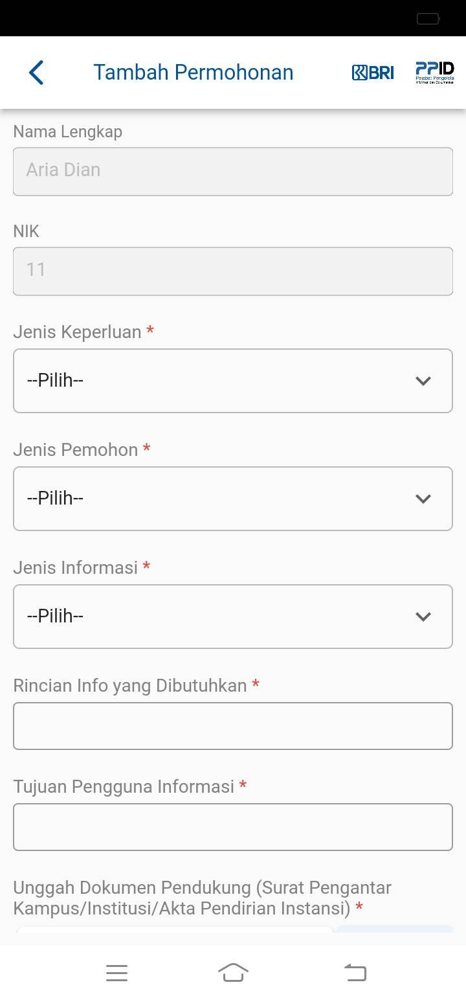 Tambah Permohonan
BRI
PPID
Pejabat Pengelola
Informasi dan Dokumentasi
Nama Lengkap
Aria Dian
NIK
11
Jenis Keperluan *
--Pilih--
Jenis Pemohon *
--Pilih--
Jenis Informasi *
--Pilih--
Rincian Info yang Dibutuhkan *
Tujuan Pengguna Informasi *
Unggah Dokumen Pendukung (Surat Pengantar
Kampus/Institusi/Akta Pendirian Instansi) *